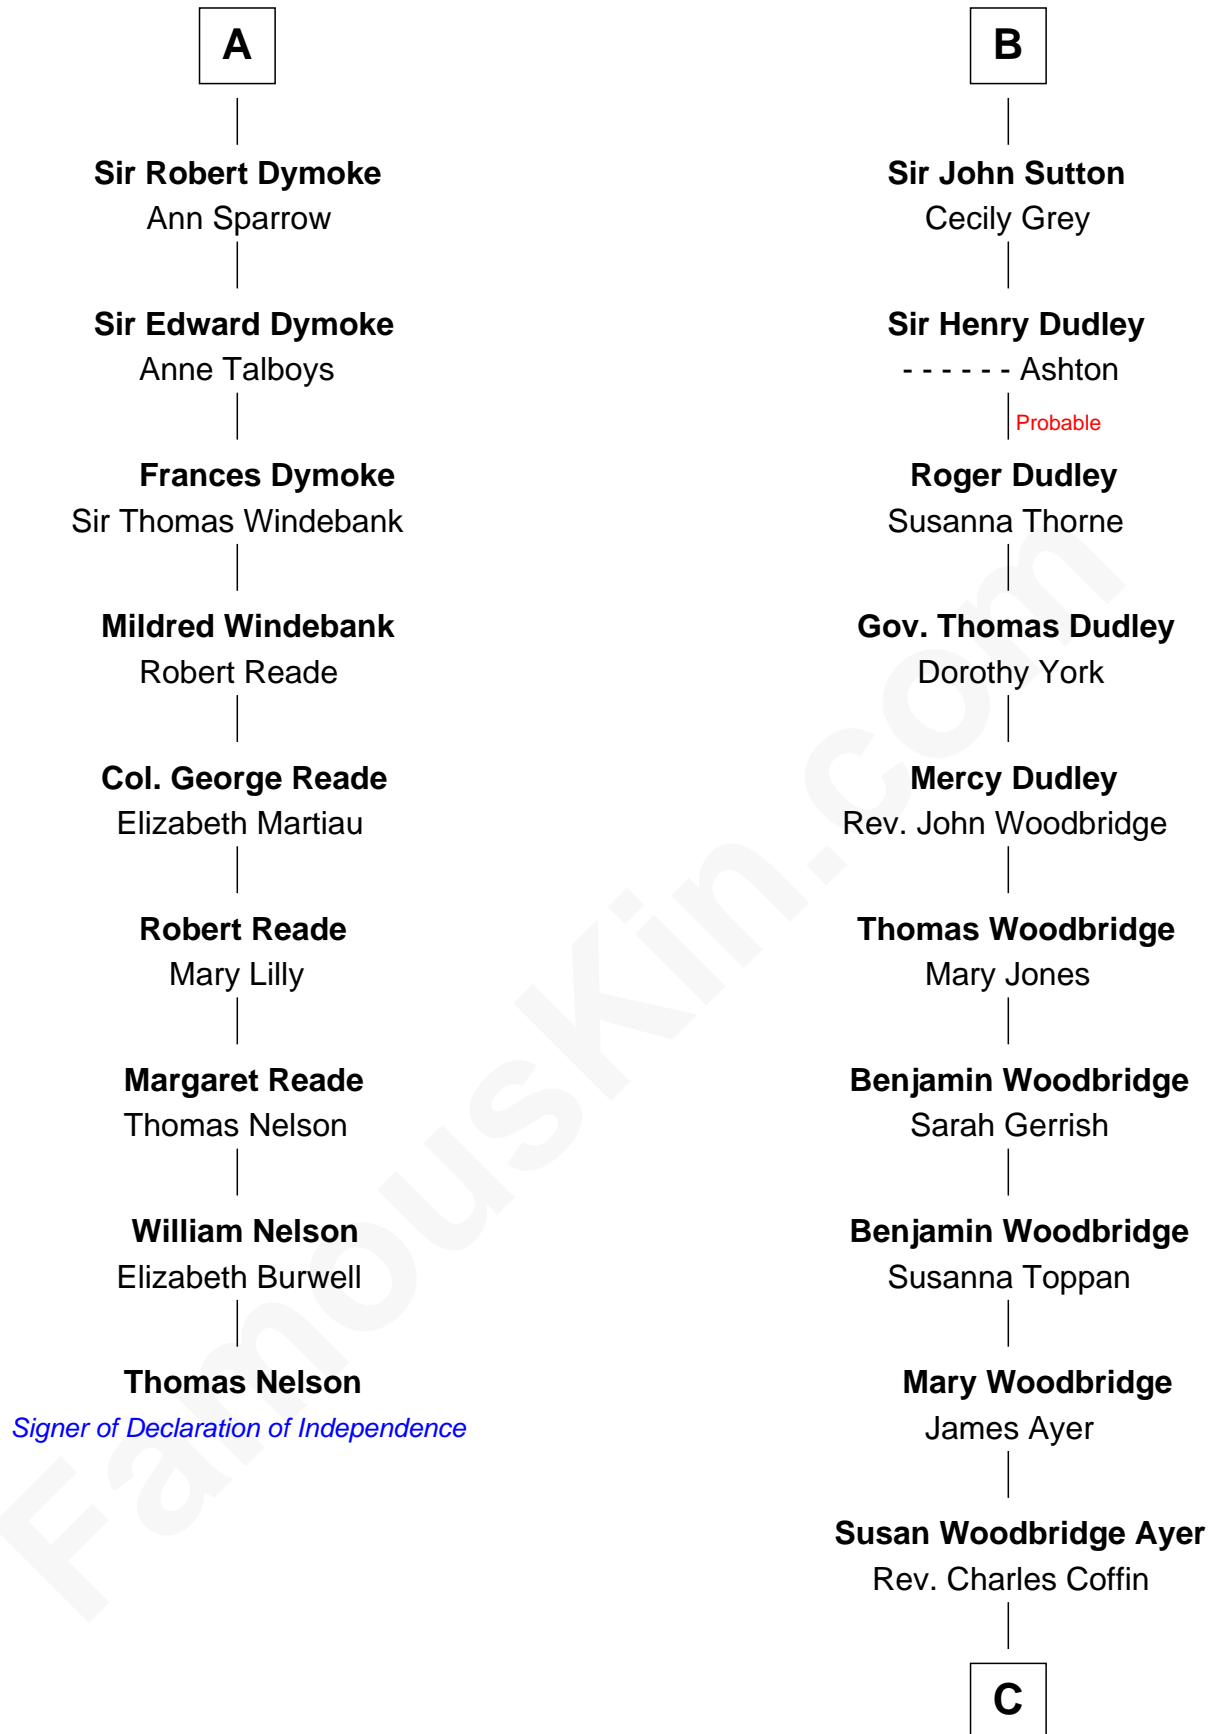 A
Sir Robert Dymoke
Ann Sparrow
Sir Edward Dymoke
Anne Talboys
Frances Dymoke
Sir Thomas Windebank
Mildred Windebank
Robert Reade
Col. George Reade
Elizabeth Martiau
Robert Reade
Mary Lilly
Margaret Reade
Thomas Nelson
William Nelson
Elizabeth Burwell
Thomas Nelson
Signer of Declaration of Independence
B
Sir John Sutton
Cecily Grey
Sir Henry Dudley
- - - - - - Ashton
Probable
Roger Dudley
Susanna Thorne
Gov. Thomas Dudley
Dorothy York
Mercy Dudley
Rev. John Woodbridge
Thomas Woodbridge
Mary Jones
Benjamin Woodbridge
Sarah Gerrish
Benjamin Woodbridge
Susanna Toppan
Mary Woodbridge
James Ayer
Susan Woodbridge Ayer
Rev. Charles Coffin
C
FamousKin.com